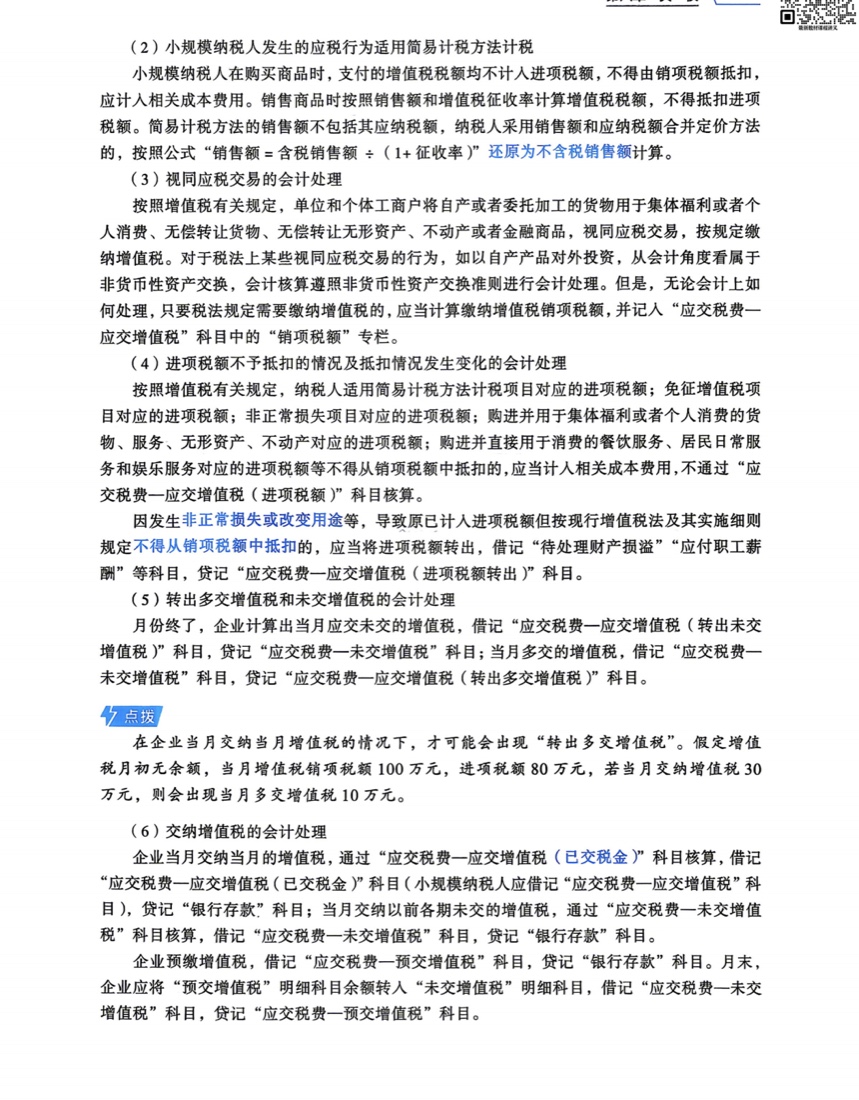 （2）小规模纳税人发生的应税行为适用简易计税方法计税
小规模纳税人在购买商品时，支付的增值税税额均不计入进项税额，不得由销项税额抵扣，
应计入相关成本费用。销售商品时按照销售额和增值税征收率计算增值税税额，不得抵扣进项
税额。简易计税方法的销售额不包括其应纳税额，纳税人采用销售额和应纳税额合并定价方法
的，按照公式“销售额 = 含税销售额 ÷（1+ 征收率）”还原为不含税销售额计算。
（3）视同应税交易的会计处理
按照增值税有关规定，单位和个体工商户将自产或者委托加工的货物用于集体福利或者个
人消费、无偿转让货物、无偿转让无形资产、不动产或者金融商品，视同应税交易，按规定缴
纳增值税。对于税法上某些视同应税交易的行为，如以自产产品对外投资，从会计角度看属于
非货币性资产交换，会计核算遵照非货币性资产交换准则进行会计处理。但是，无论会计上如
何处理，只要税法规定需要缴纳增值税的，应当计算缴纳增值税销项税额，并记入“应交税费—
应交增值税”科目中的“销项税额”专栏。
（4）进项税额不予抵扣的情况及抵扣情况发生变化的会计处理
按照增值税有关规定，纳税人适用简易计税方法计税项目对应的进项税额；免征增值税项
目对应的进项税额；非正常损失项目对应的进项税额；购进并用于集体福利或者个人消费的货
物、服务、无形资产、不动产对应的进项税额；购进并直接用于消费的餐饮服务、居民日常服
务和娱乐服务对应的进项税额等不得从销项税额中抵扣的，应当计入相关成本费用，不通过“应
交税费—应交增值税（进项税额）”科目核算。
因发生非正常损失或改变用途等，导致原已计入进项税额但按现行增值税法及其实施细则
规定不得从销项税额中抵扣的，应当将进项税额转出，借记“待处理财产损溢”“应付职工薪
酬”等科目，贷记“应交税费—应交增值税（进项税额转出）”科目。
（5）转出多交增值税和未交增值税的会计处理
月份终了，企业计算出当月应交未交的增值税，借记“应交税费—应交增值税（转出未交
增值税）”科目，贷记“应交税费—未交增值税”科目；当月多交的增值税，借记“应交税费—
未交增值税”科目，贷记“应交税费—应交增值税（转出多交增值税）”科目。
点拨
在企业当月交纳当月增值税的情况下，才可能会出现“转出多交增值税”。假定增值
税月初无余额，当月增值税销项税额 100 万元，进项税额 80 万元，若当月交纳增值税 30
万元，则会出现当月多交增值税 10 万元。
（6）交纳增值税的会计处理
企业当月交纳当月的增值税，通过“应交税费—应交增值税（已交税金）”科目核算，借记
“应交税费—应交增值税（已交税金）”科目（小规模纳税人应借记“应交税费—应交增值税”科
目），贷记“银行存款”科目；当月交纳以前各期未交的增值税，通过“应交税费—未交增值
税”科目核算，借记“应交税费—未交增值税”科目，贷记“银行存款”科目。
企业预缴增值税，借记“应交税费—预交增值税”科目，贷记“银行存款”科目。月末，
企业应将“预交增值税”明细科目余额转入“未交增值税”明细科目，借记“应交税费—未交
增值税”科目，贷记“应交税费—预交增值税”科目。